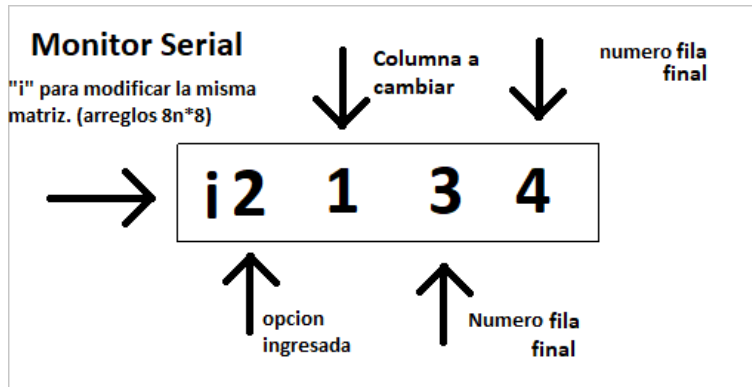 Monitor Serial
"i" para modificar la misma
matriz. (arreglos 8n*8)
Columna a
cambiar
numero fila
final
i 2 1 3 4
opcion
ingresada
Numero fila
final